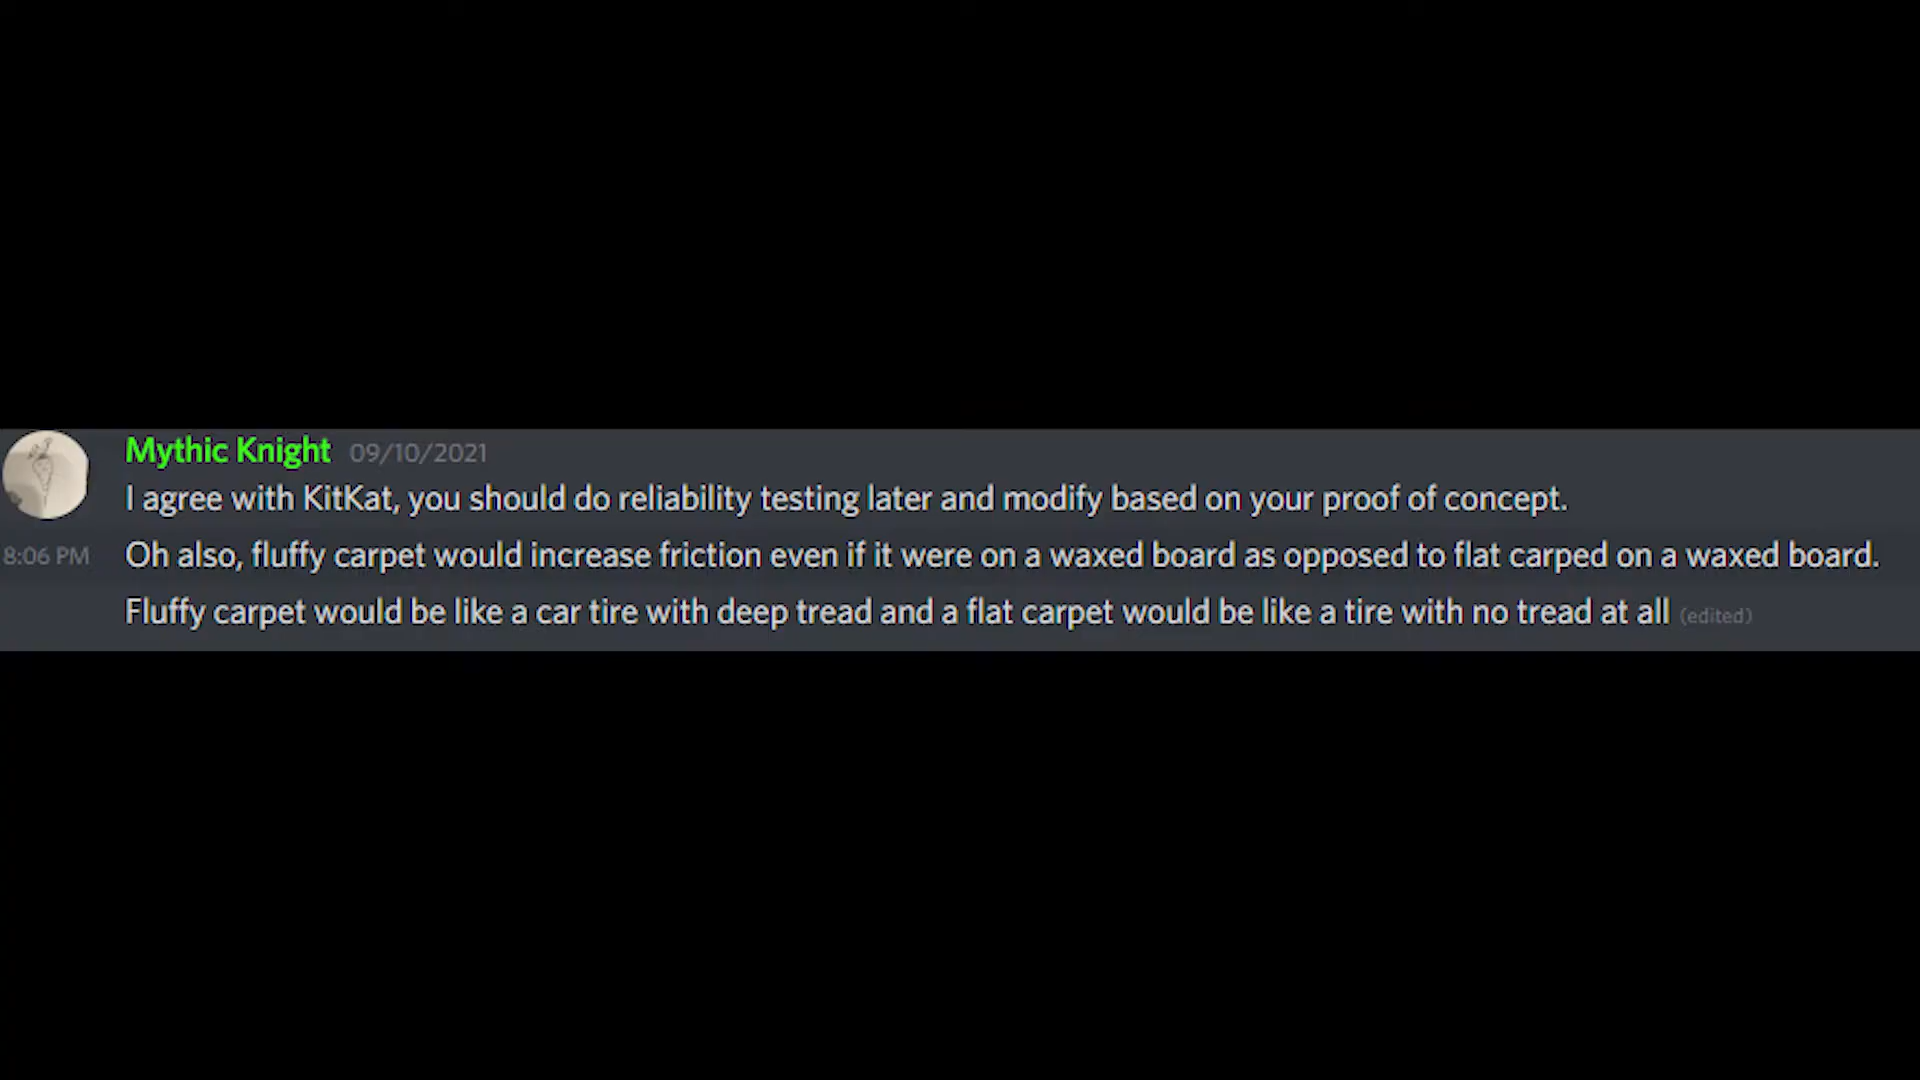 Mythic Knight 09/10/2021
I agree with KitKat, you should do reliability testing later and modify based on your proof of concept.
8:06 PM Oh also, fluffy carpet would increase friction even if it were on a waxed board as opposed to flat carped on a waxed board.
Fluffy carpet would be like a car tire with deep tread and a flat carpet would be like a tire with no tread at all (edited)